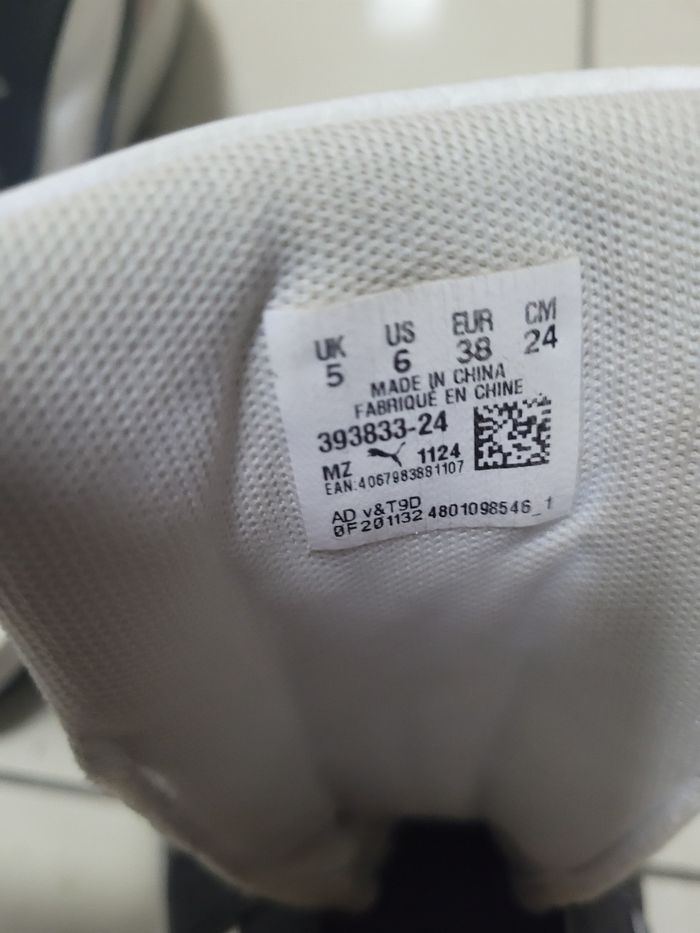 UK US EUR CM
5 6 38 24
MADE IN CHINA
FABRIQUÉ EN CHINE
393833-24
MZ 1124
EAN:4067983881107
AD v&T9D
0F201132 4801098546_1